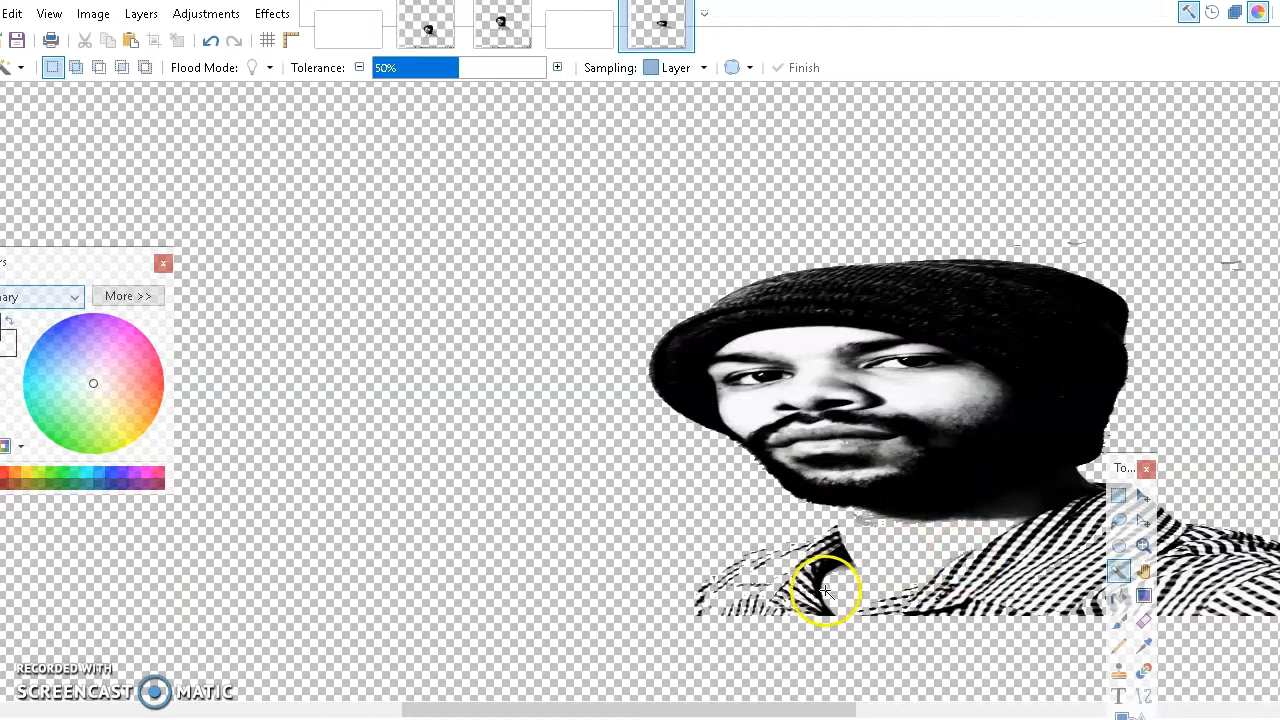 Edit View Image Layers Adjustments Effects
Flood Mode: Tolerance: 50% Sampling: Layer Finish
More >>
To...
RECORDED WITH
SCREENCAST MATIC